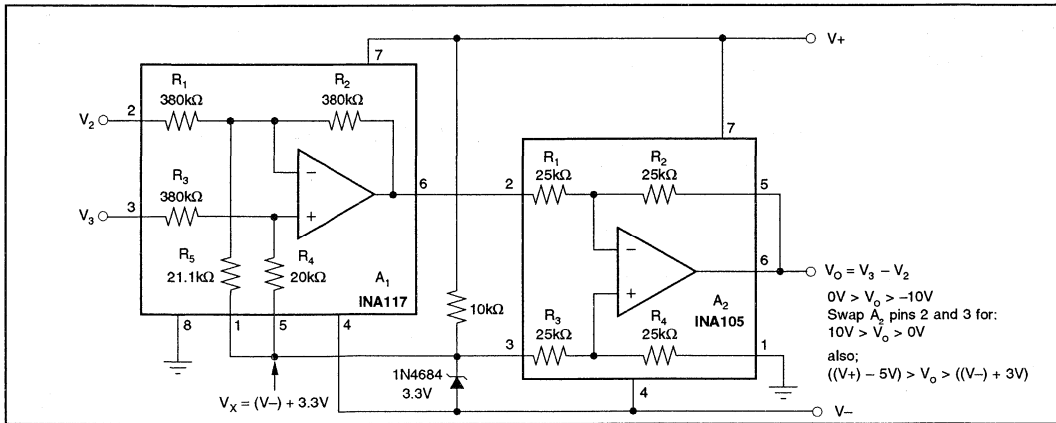 V+
7
R1
380kΩ
R2
380kΩ
2
V2
7
R3
380kΩ
–
+
6
2
R1
25kΩ
R2
25kΩ
5
3
V3
R5
21.1kΩ
R4
20kΩ
A1
INA117
10kΩ
–
+
6
VO = V3 – V2
0V > VO > –10V
Swap A2 pins 2 and 3 for:
10V > VO > 0V
also;
((V+) – 5V) > VO > ((V–) + 3V)
A2
INA105
8
1
5
4
3
R3
25kΩ
R4
25kΩ
1
1N4684
3.3V
4
VX = (V–) + 3.3V
V–